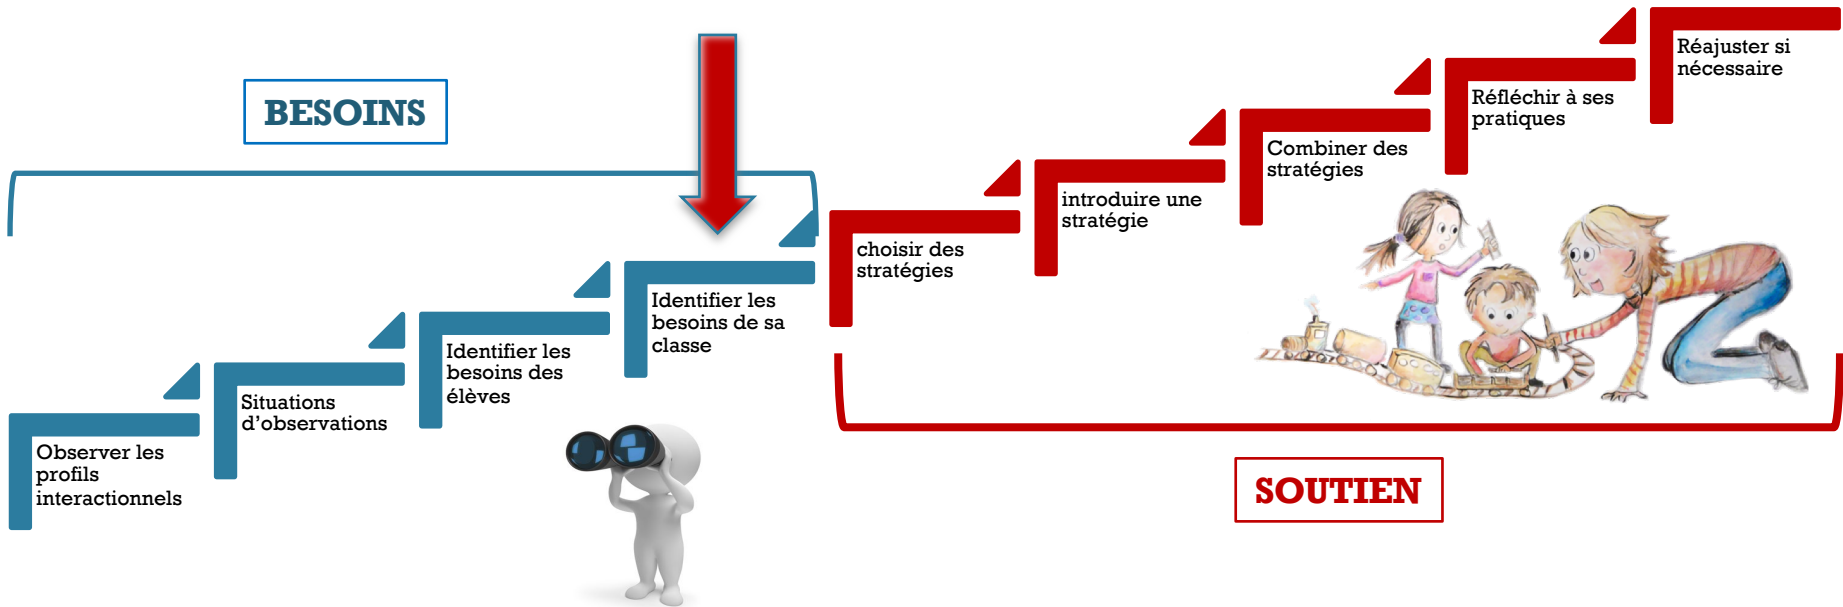 BESOINS
Observer les
profils
interactionnels
Situations
d'observations
Identifier les
besoins des
élèves
Identifier les
besoins de sa
classe
choisir des
stratégies
introduire une
stratégie
Combiner des
stratégies
Réfléchir à ses
pratiques
Réajuster si
nécessaire
SOUTIEN